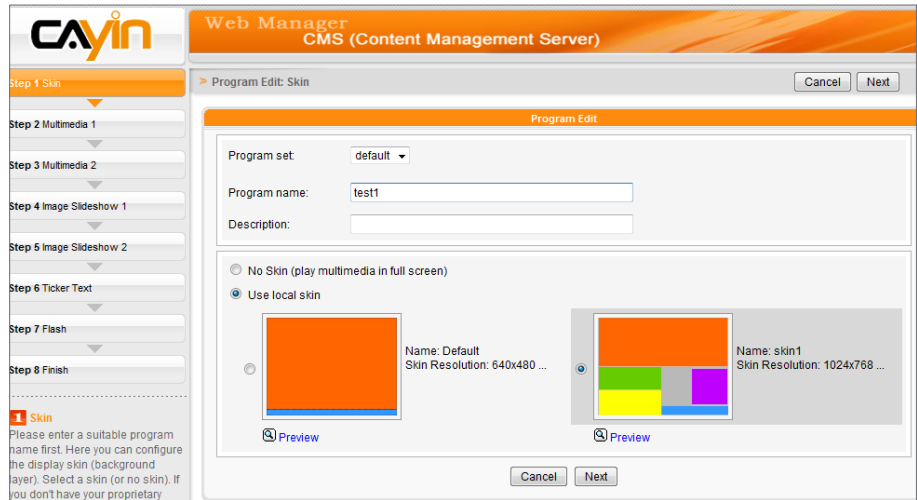 CAYIN
Web Manager
CMS (Content Management Server)
Step 1 Skin
Step 2 Multimedia 1
Step 3 Multimedia 2
Step 4 Image Slideshow 1
Step 5 Image Slideshow 2
Step 6 Ticker Text
Step 7 Flash
Step 8 Finish
1 Skin
Please enter a suitable program
name first. Here you can configure
the display skin (background
layer). Select a skin (or no skin). If
you don't have your proprietary
> Program Edit: Skin
Cancel Next
Program Edit
Program set: default
Program name: test1
Description:
No Skin (play multimedia in full screen)
Use local skin
Name: Default
Skin Resolution: 640x480 ...
Preview
Name: skin1
Skin Resolution: 1024x768 ...
Preview
Cancel Next